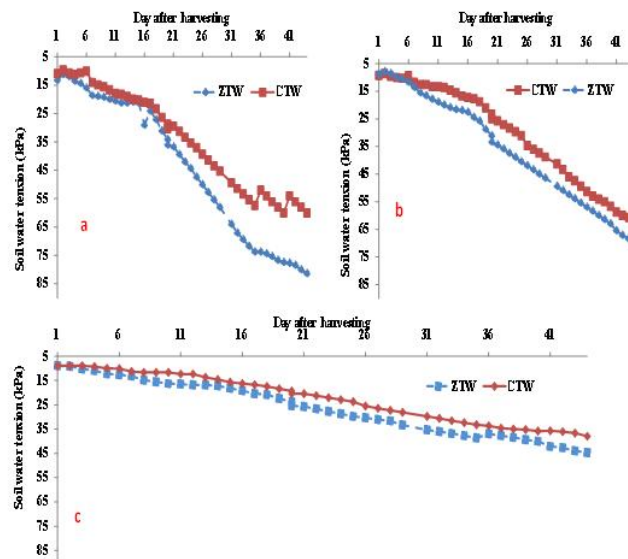 Day after harvesting
1 6 11 16 21 26 31 36 41
5
15
25
35
45
55
65
75
85
Soil water tension (kPa)
ZTW CTW
a
Day after harvesting
1 6 11 16 21 26 31 36 41
5
15
25
35
45
55
65
75
85
Soil water tension (kPa)
CTW ZTW
b
Day after harvesting
1 6 11 16 21 26 31 36 41
5
15
25
35
45
55
65
75
85
Soil water tension (kPa)
ZTW CTW
c